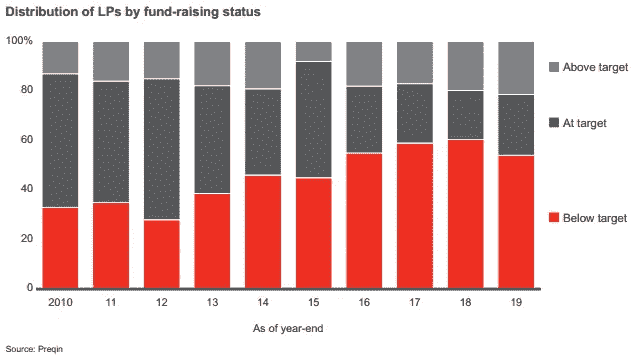 Distribution of LPs by fund-raising status
100%
80
60
40
20
0
2010 11 12 13 14 15 16 17 18 19
As of year-end
Above target
At target
Below target
Source: Preqin